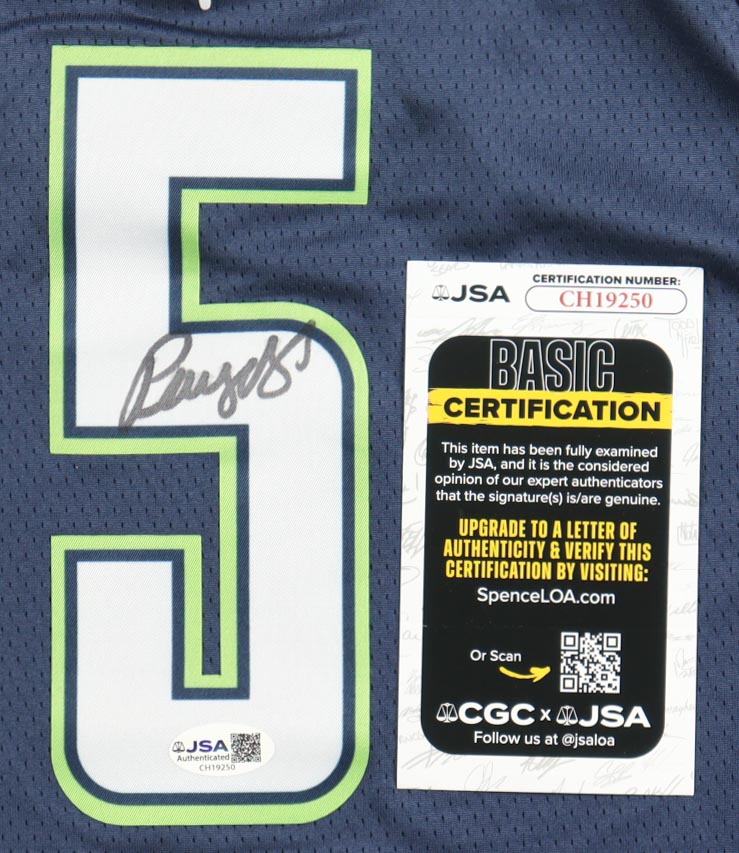 5
JSA
CERTIFICATION NUMBER:
CH19250
BASIC
CERTIFICATION
This item has been fully examined
by JSA, and it is the considered
opinion of our expert authenticators
that the signature(s) is/are genuine.
UPGRADE TO A LETTER OF
AUTHENTICITY & VERIFY THIS
CERTIFICATION BY VISITING:
SpenceLOA.com
Or Scan
CGC x JSA
Follow us at @jsaloa
JSA
Authenticated
CH19250